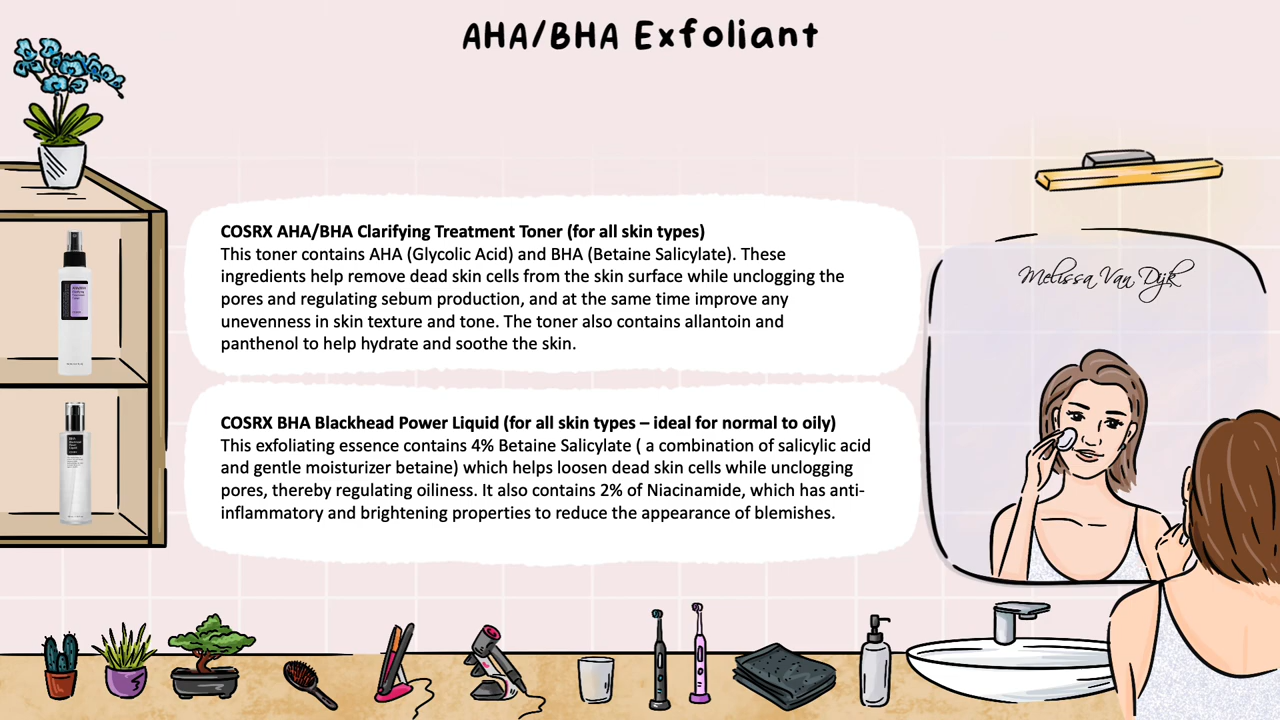 AHA/BHA Exfoliant
COSRX AHA/BHA Clarifying Treatment Toner (for all skin types)
This toner contains AHA (Glycolic Acid) and BHA (Betaine Salicylate). These
ingredients help remove dead skin cells from the skin surface while unclogging the
pores and regulating sebum production, and at the same time improve any
unevenness in skin texture and tone. The toner also contains allantoin and
panthenol to help hydrate and soothe the skin.
Melissa Van Dijk
COSRX BHA Blackhead Power Liquid (for all skin types – ideal for normal to oily)
This exfoliating essence contains 4% Betaine Salicylate ( a combination of salicylic acid
and gentle moisturizer betaine) which helps loosen dead skin cells while unclogging
pores, thereby regulating oiliness. It also contains 2% of Niacinamide, which has anti-
inflammatory and brightening properties to reduce the appearance of blemishes.